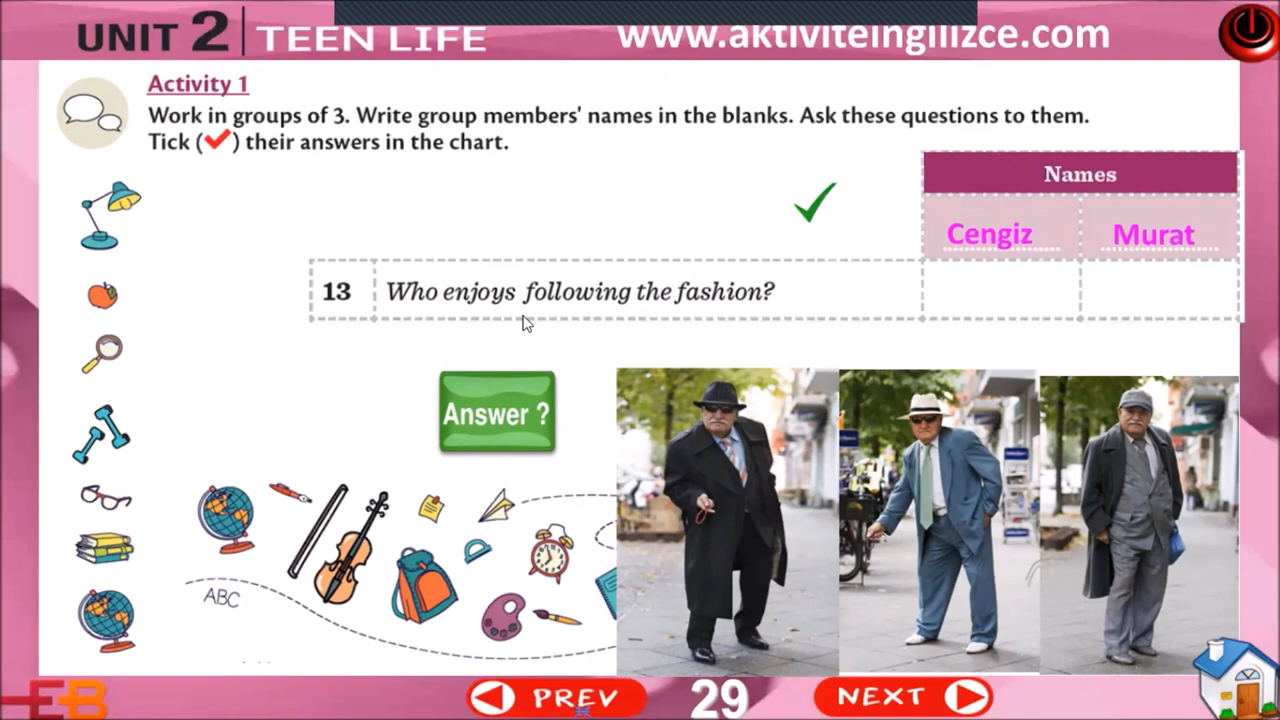 UNIT 2 TEEN LIFE
www.aktiviteingilizce.com
Activity 1
Work in groups of 3. Write group members' names in the blanks. Ask these questions to them.
Tick ( ) their answers in the chart.
Names
Cengiz Murat
13 Who enjoys following the fashion?
Answer ?
ABC
EB
PREV 29 NEXT